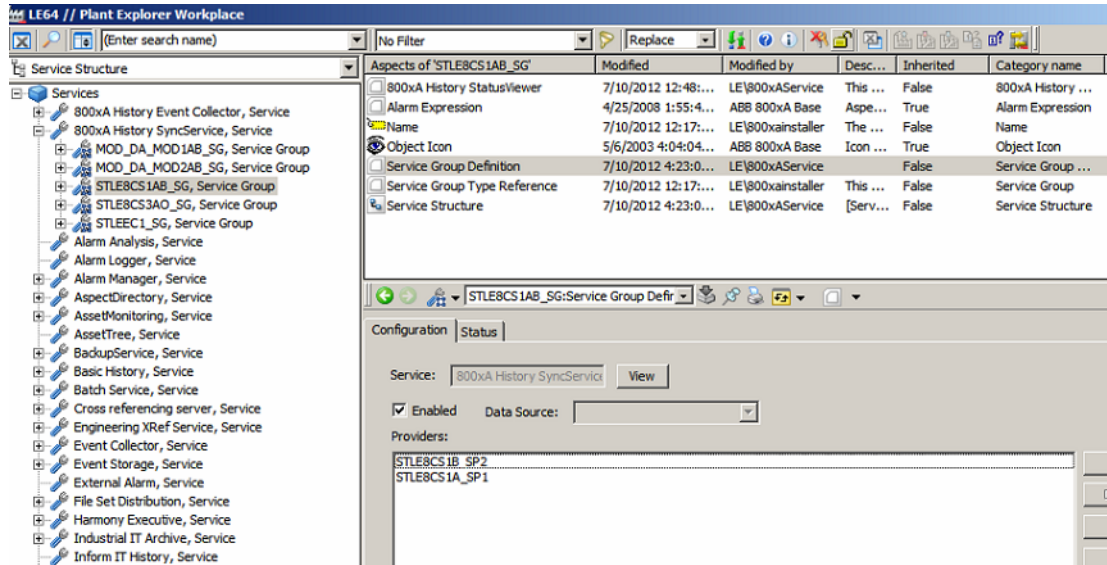 LE64 // Plant Explorer Workplace
(Enter search name) No Filter Replace
Service Structure
Services
800xA History Event Collector, Service
800xA History SyncService, Service
MOD_DA_MOD1AB_SG, Service Group
MOD_DA_MOD2AB_SG, Service Group
STLE8CS1AB_SG, Service Group
STLE8CS3AO_SG, Service Group
STLEEC1_SG, Service Group
Alarm Analysis, Service
Alarm Logger, Service
Alarm Manager, Service
AspectDirectory, Service
AssetMonitoring, Service
AssetTree, Service
BackupService, Service
Basic History, Service
Batch Service, Service
Cross referencing server, Service
Engineering XRef Service, Service
Event Collector, Service
Event Storage, Service
External Alarm, Service
File Set Distribution, Service
Harmony Executive, Service
Industrial IT Archive, Service
Inform IT History, Service
Aspects of 'STLE8CS1AB_SG' Modified Modified by Desc... Inherited Category name
800xA History StatusViewer 7/10/2012 12:48:... LE\800xAService This ... False 800xA History ...
Alarm Expression 4/25/2008 1:55:4... ABB 800xA Base Aspe... True Alarm Expression
Name 7/10/2012 12:17:... LE\800xainstaller The ... False Name
Object Icon 5/6/2003 4:04:04... ABB 800xA Base Icon ... True Object Icon
Service Group Definition 7/10/2012 4:23:0... LE\800xAService False Service Group ...
Service Group Type Reference 7/10/2012 12:17:... LE\800xainstaller This ... False Service Group
Service Structure 7/10/2012 4:23:0... LE\800xAService [Serv... False Service Structure
STLE8CS1AB_SG:Service Group Defir
Configuration Status
Service: 800xA History SyncService View
Enabled Data Source:
Providers:
STLE8CS1B_SP2
STLE8CS1A_SP1